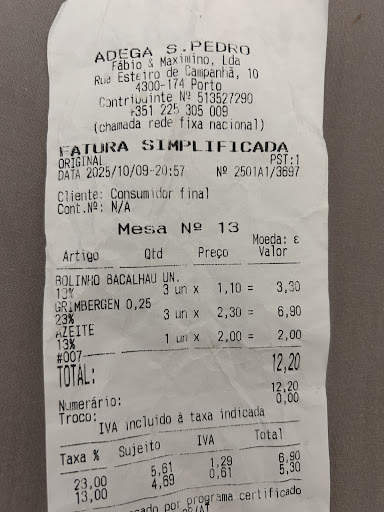 ADEGA S.PEDRO
Fábio & Maximino, Lda
Rua Esteiro de Campanhã, 10
4300-174 Porto
Contribuinte Nº 513527290
+351 225 305 009
(chamada rede fixa nacional)
FATURA SIMPLIFICADA
ORIGINAL PST:1
DATA 2025/10/09-20:57 Nº 2501A1/3697
Cliente: Consumidor final
Cont.Nº: N/A
Mesa Nº 13
Moeda: €
Artigo Qtd Preço Valor
BOLINHO BACALHAU UN.
13% 3 un x 1,10 = 3,30
GRIMBERGEN 0,25
23% 3 un x 2,30 = 6,90
AZEITE
13% 1 un x 2,00 = 2,00
#007
TOTAL: 12,20
Numerário: 12,20
Troco: 0,00
IVA incluido à taxa indicada
Taxa % Sujeito IVA Total
23,00 5,61 1,29 6,90
13,00 4,69 0,61 5,30
por programa certificado